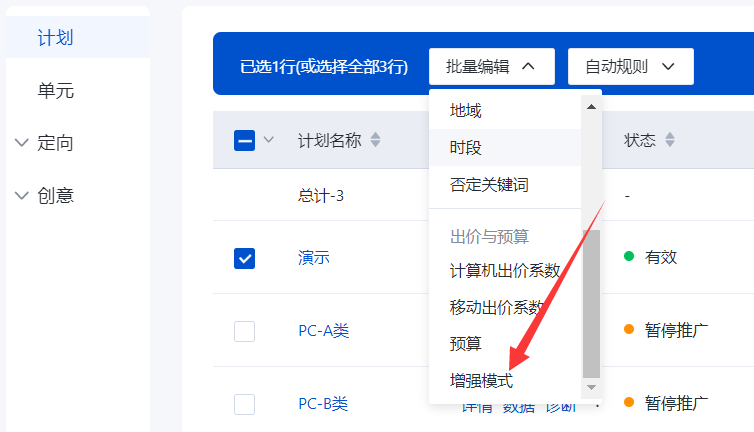 计划
单元
定向
创意
已选1行(或选择全部3行)
批量编辑
自动规则
地域
时段
否定关键词
出价与预算
计算机出价系数
移动出价系数
预算
增强模式
计划名称
状态
总计-3
-
演示
有效
PC-A类
暂停推广
PC-B类
详情 数据 诊断
暂停推广